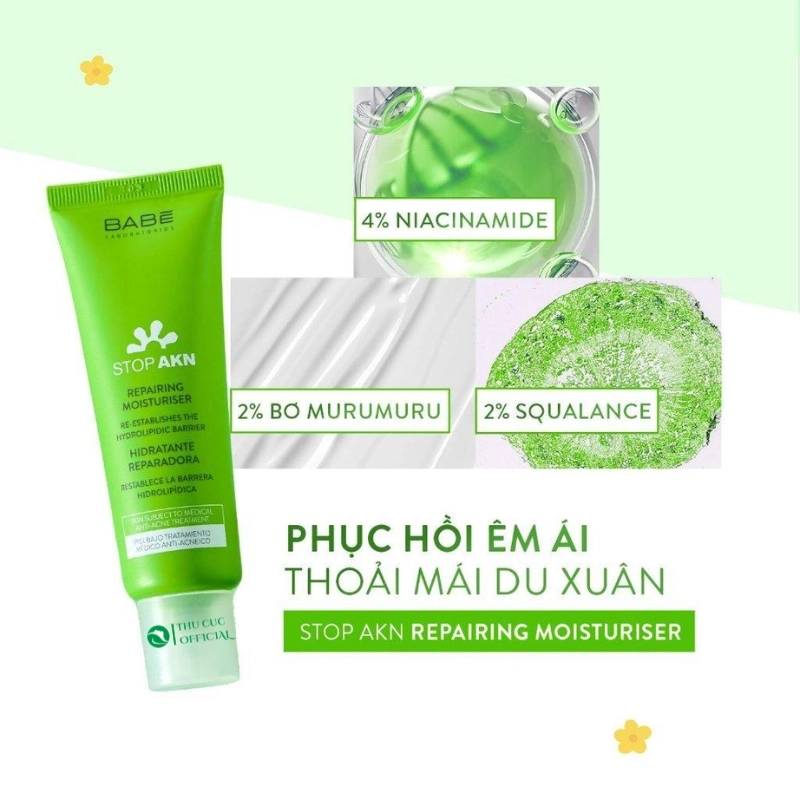 4% NIACINAMIDE
2% BƠ MURUMURU
2% SQUALANCE
BABÉ
LABORATORIOS
STOP AKN
REPAIRING
MOISTURISER
RE-ESTABLISHES THE
HYDROLIPIDIC BARRIER
HIDRATANTE
REPARADORA
RESTABLECE LA BARRERA
HIDROLIPÍDICA
SKIN SUBJECT TO MEDICAL
ANTI-ACNE TREATMENT
PIEL BAJO TRATAMIENTO
MÉDICO ANTI-ACNEICO
THU CUC
OFFICIAL
PHỤC HỒI ÊM ÁI
THOẢI MÁI DU XUÂN
STOP AKN REPAIRING MOISTURISER